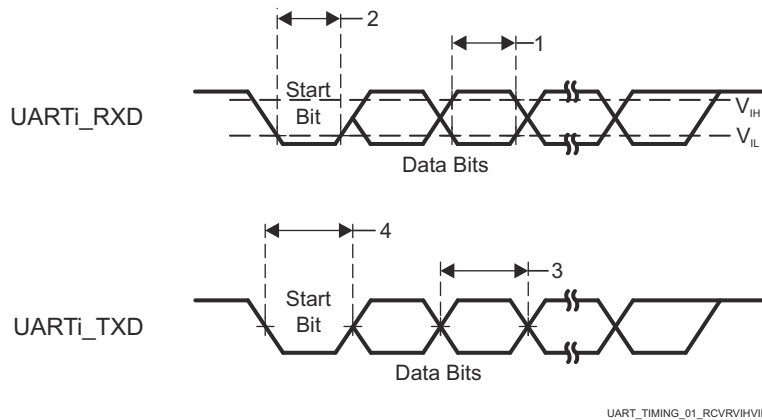 2
1
UARTi_RXD
Start
Bit
VIH
VIL
Data Bits
4
3
UARTi_TXD
Start
Bit
Data Bits
UART_TIMING_01_RCVRVIHVIL